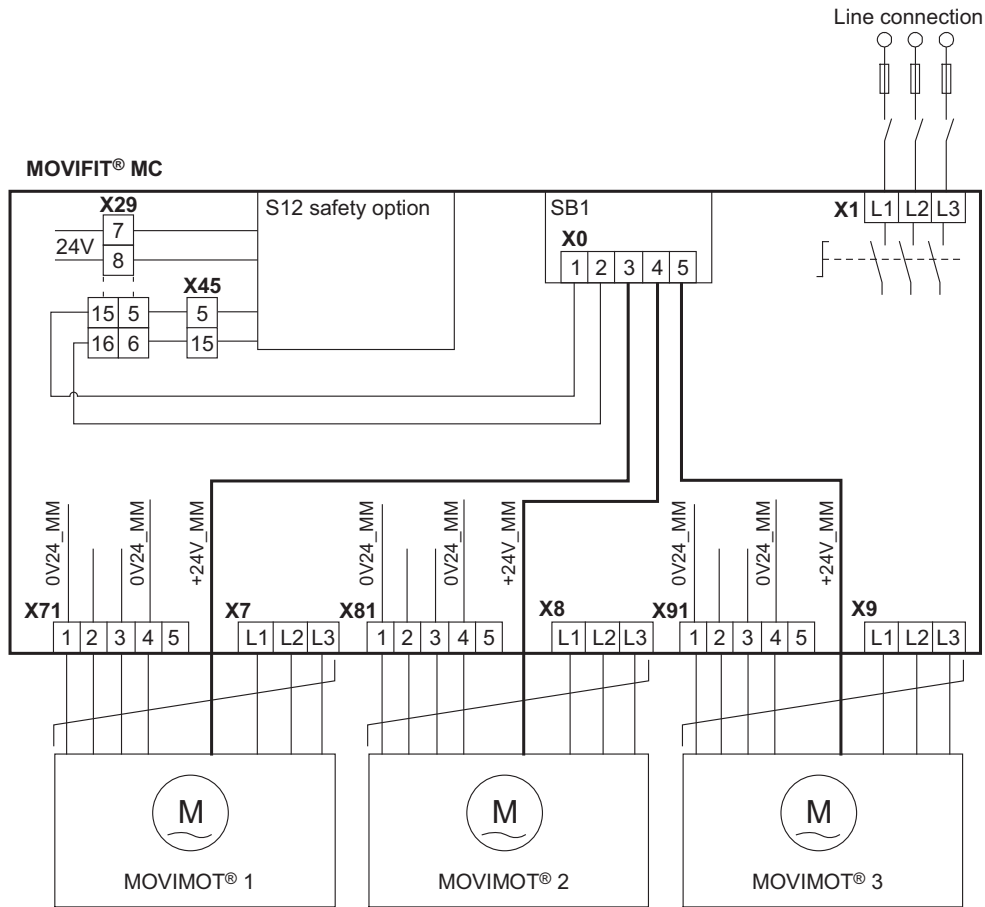 Line connection
MOVIFIT® MC
X29
S12 safety option
SB1
X1 L1 L2 L3
7
24V
8
X0
1 2 3 4 5
X45
15 5 5
16 6 15
0V24_MM 0V24_MM +24V_MM 0V24_MM 0V24_MM +24V_MM 0V24_MM 0V24_MM +24V_MM
X71 X7 X81 X8 X91 X9
1 2 3 4 5 L1 L2 L3 1 2 3 4 5 L1 L2 L3 1 2 3 4 5 L1 L2 L3
M M M
MOVIMOT® 1 MOVIMOT® 2 MOVIMOT® 3